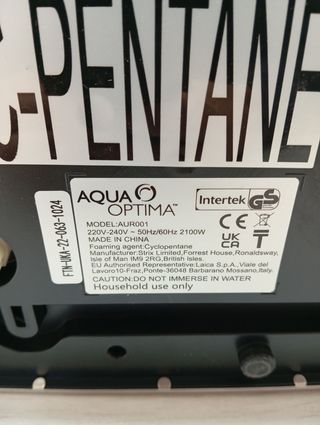 C-PENTANE
AQUA
OPTIMA™
Intertek GS
MODEL:AUR001
220V-240V ~ 50Hz/60Hz 2100W
MADE IN CHINA
Foaming agent:Cyclopentane
CE
UK
CA
T
Manufacturer:Strix Limited,Forrest House,Ronaldsway,
Isle of Man IM9 2RG,British Isles.
EU Authorised Representative:Laica S.p.A.,Viale del
Lavoro10-Fraz,Ponte-36048 Barbarano Mossano,Italy
CAUTION:DO NOT IMMERSE IN WATER
Household use only
FTN-UKA-22-063-1024